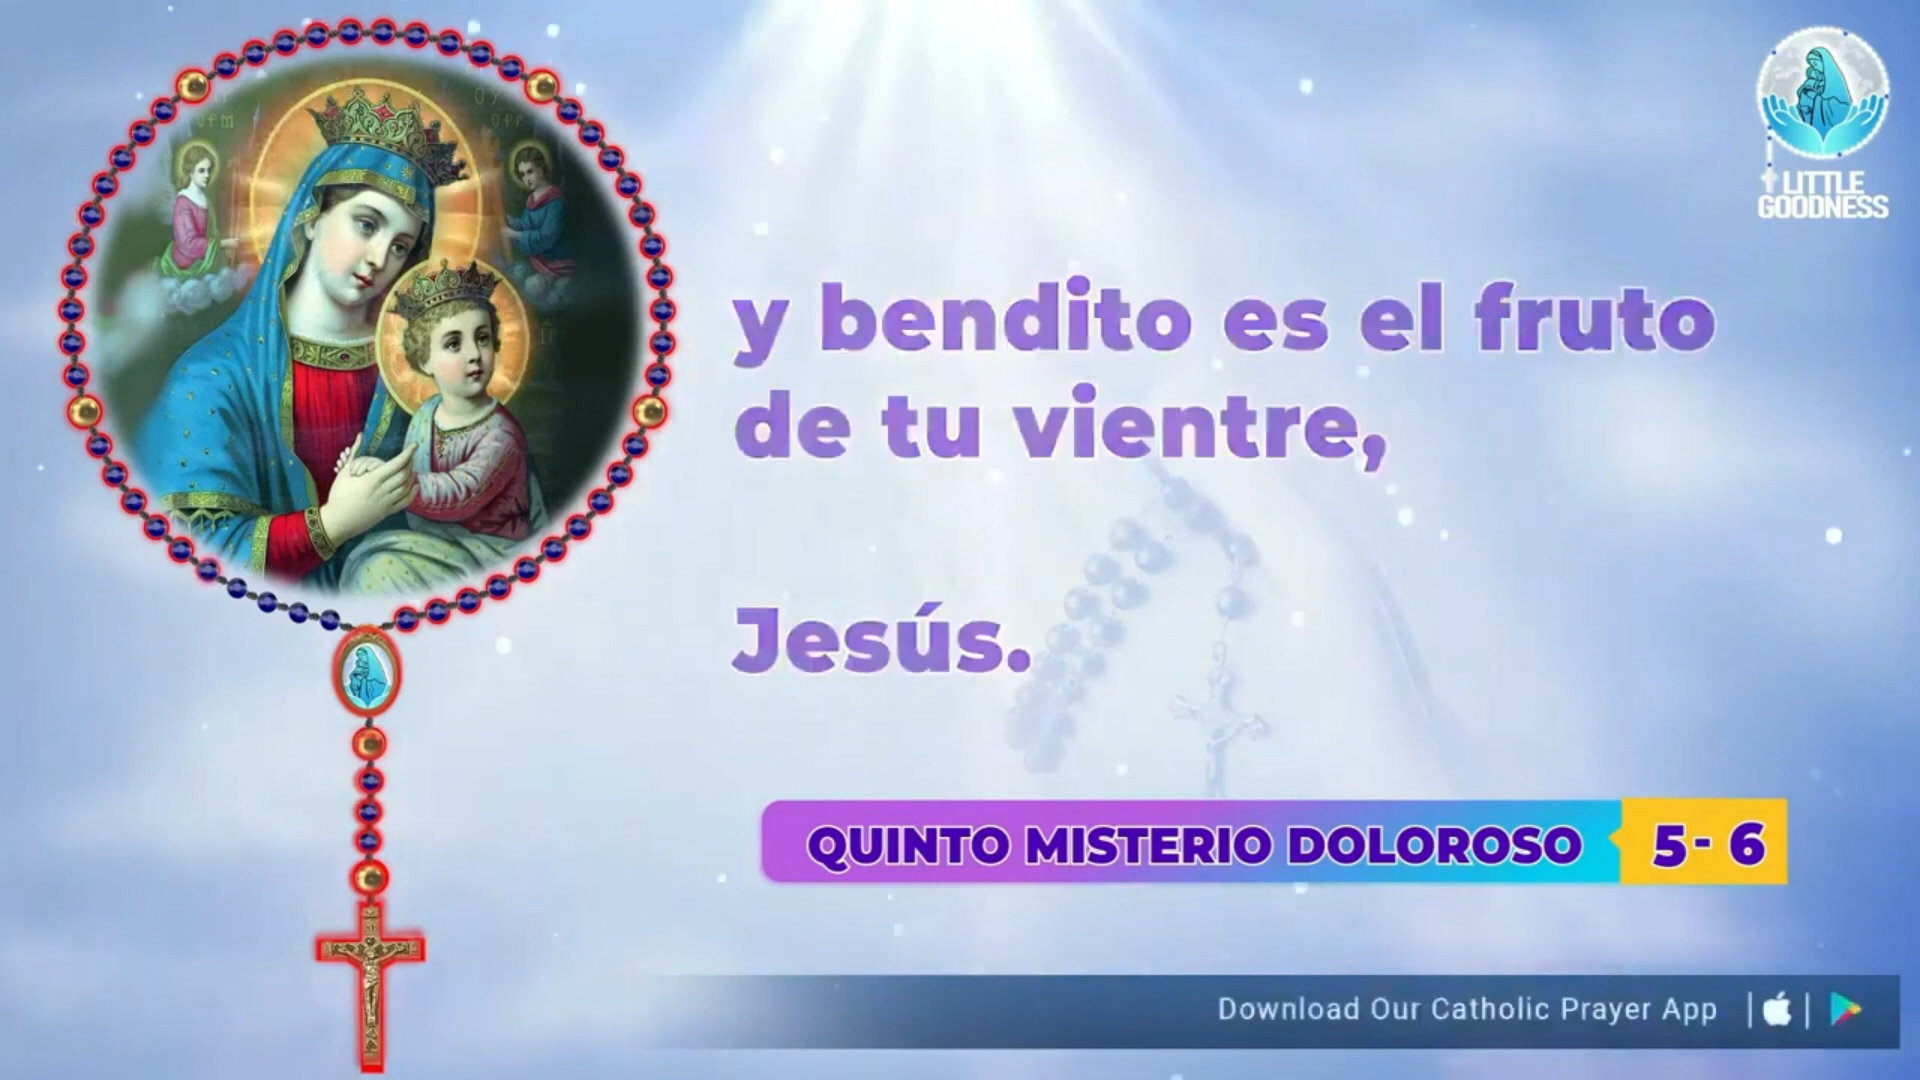 LITTLE
GOODNESS
y bendito es el fruto
de tu vientre,
Jesús.
QUINTO MISTERIO DOLOROSO 5- 6
Download Our Catholic Prayer App